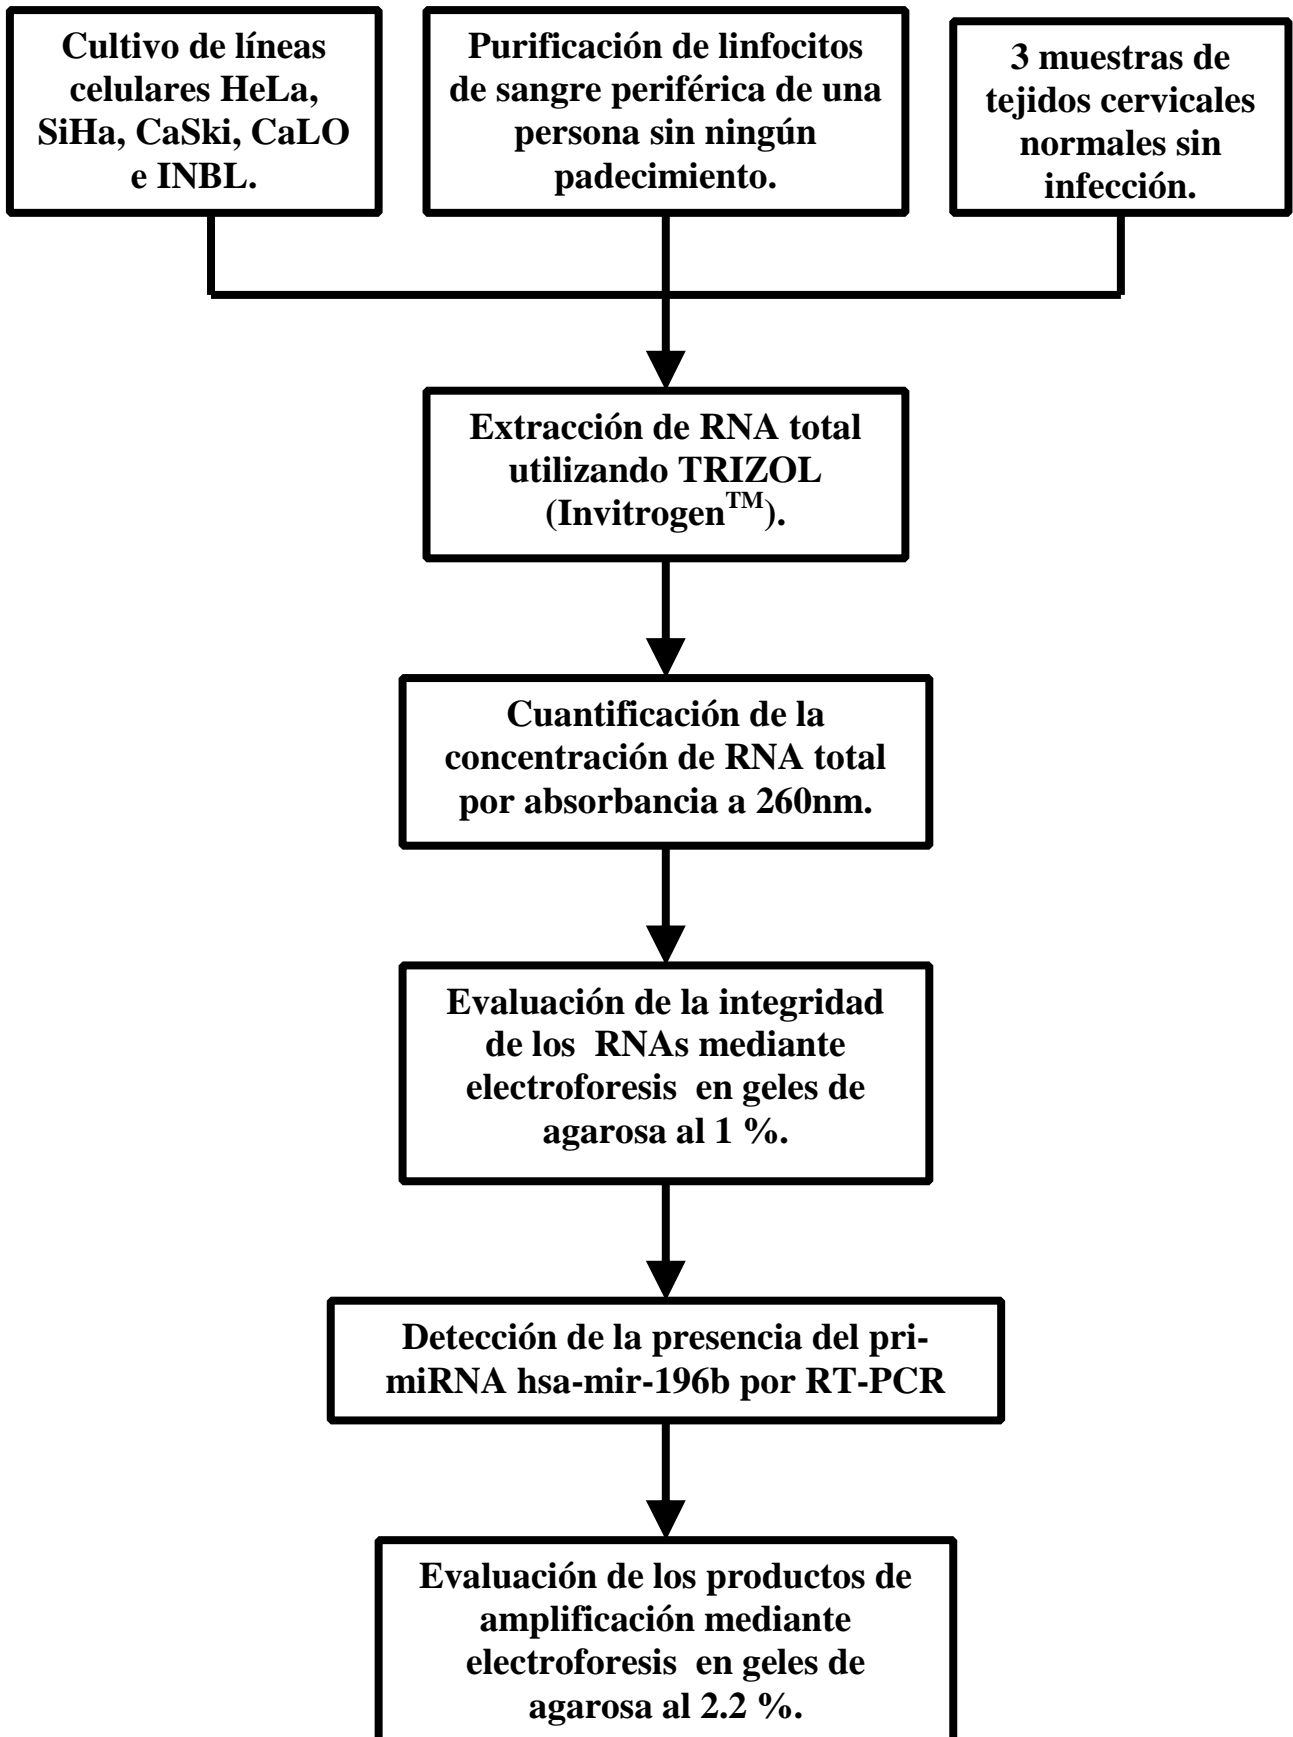 Cultivo de líneas
celulares HeLa,
SiHa, CaSki, CaLO
e INBL.
Purificación de linfocitos
de sangre periférica de una
persona sin ningún
padecimiento.
3 muestras de
tejidos cervicales
normales sin
infección.
Extracción de RNA total
utilizando TRIZOL
(Invitrogen™).
Cuantificación de la
concentración de RNA total
por absorbancia a 260nm.
Evaluación de la integridad
de los RNAs mediante
electroforesis en geles de
agarosa al 1 %.
Detección de la presencia del pri-
miRNA hsa-mir-196b por RT-PCR
Evaluación de los productos de
amplificación mediante
electroforesis en geles de
agarosa al 2.2 %.